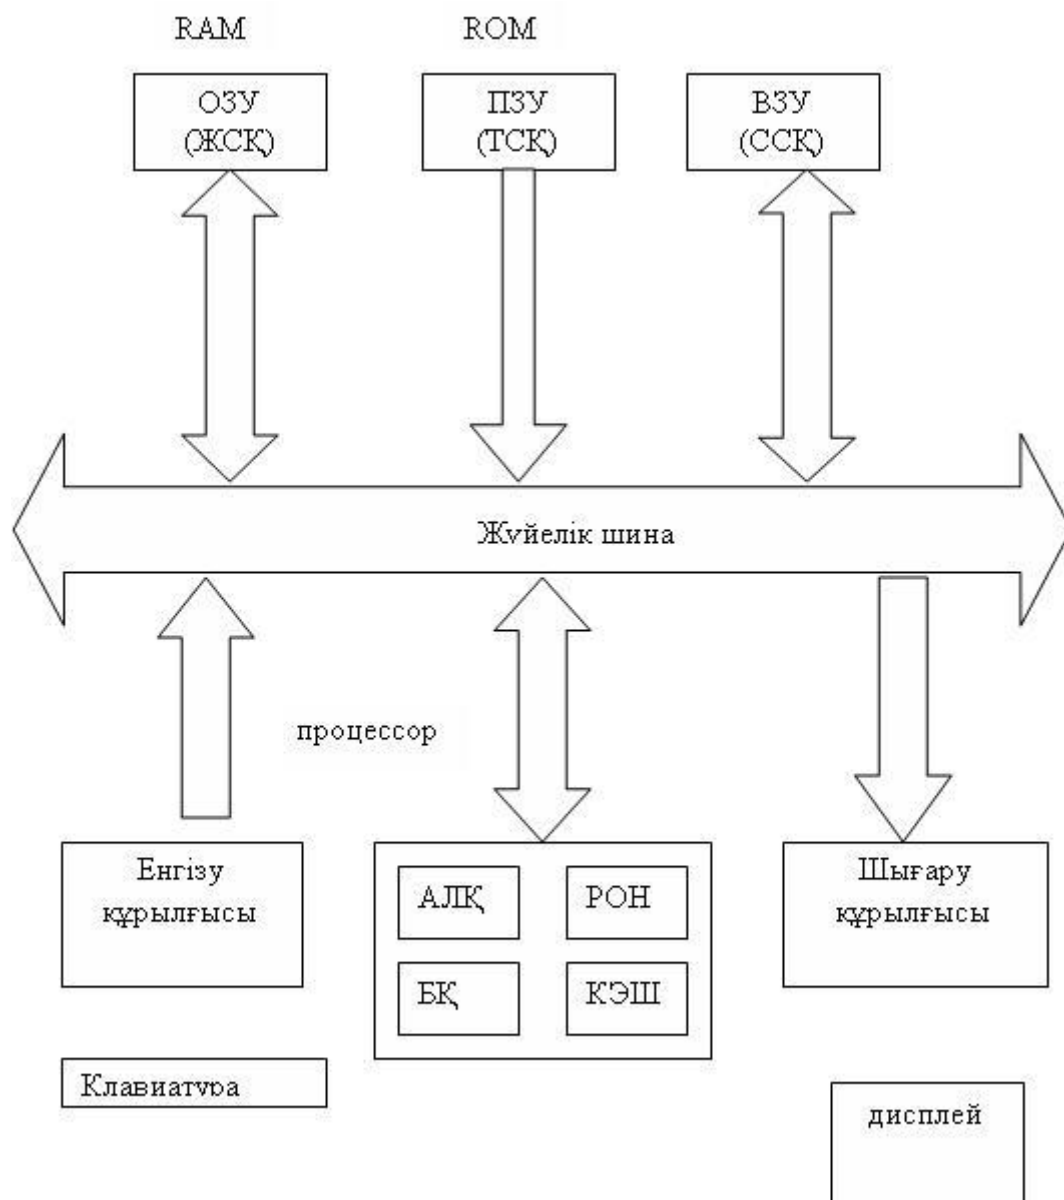 RAM
ROM
ОЗУ
(ЖСҚ)
ПЗУ
(ТСҚ)
ВЗУ
(ССҚ)
Жүйелік шина
процессор
Енгізу
құрылғысы
АЛҚ
РОН
БҚ
КЭШ
Шығару
құрылғысы
Клавиатура
дисплей